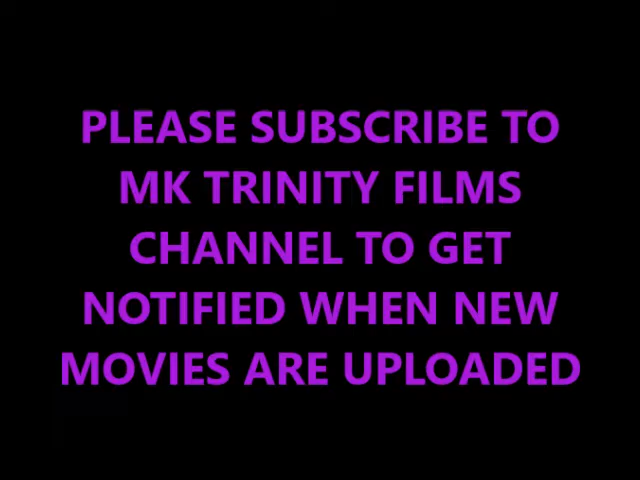 PLEASE SUBSCRIBE TO
MK TRINITY FILMS
CHANNEL TO GET
NOTIFIED WHEN NEW
MOVIES ARE UPLOADED